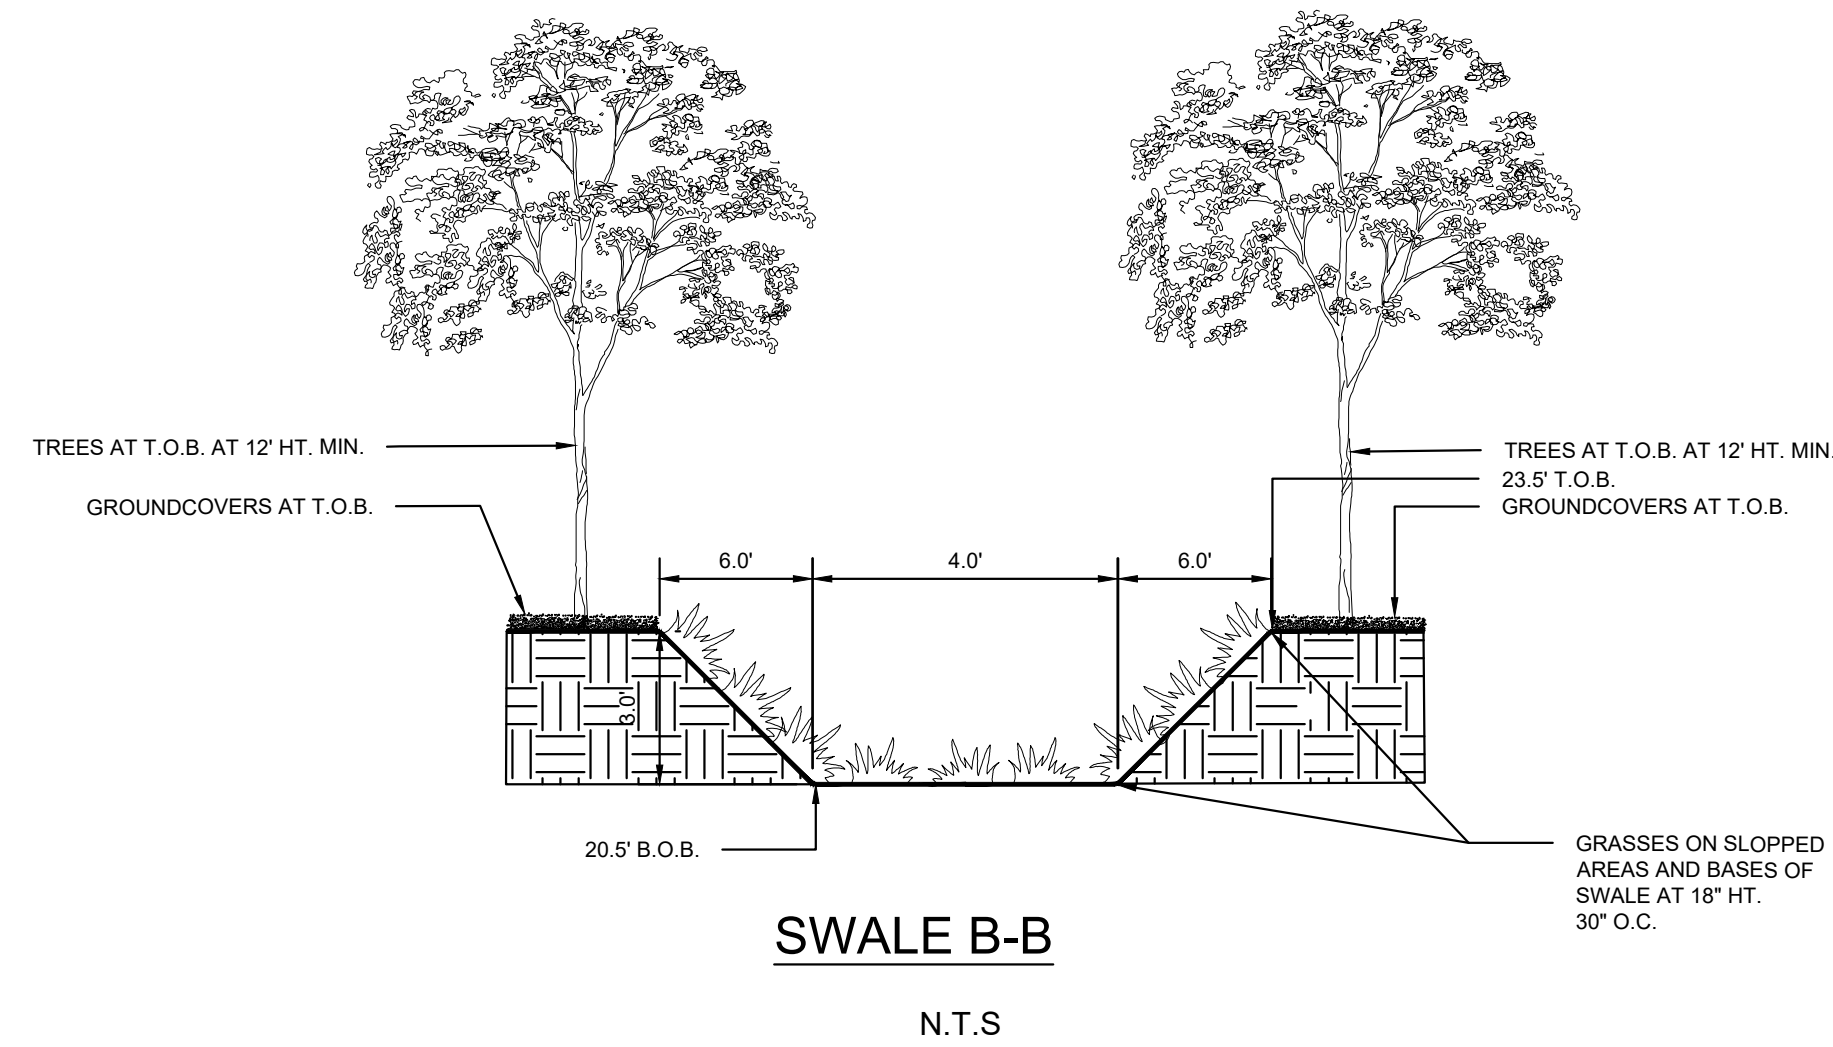 TREES AT T.O.B. AT 12' HT. MIN.
GROUNDCOVERS AT T.O.B.
TREES AT T.O.B. AT 12' HT. MIN.
23.5' T.O.B.
GROUNDCOVERS AT T.O.B.
6.0'
4.0'
6.0'
3.0'
20.5' B.O.B.
GRASSES ON SLOPPED
AREAS AND BASES OF
SWALE AT 18" HT.
30" O.C.
SWALE B-B
N.T.S